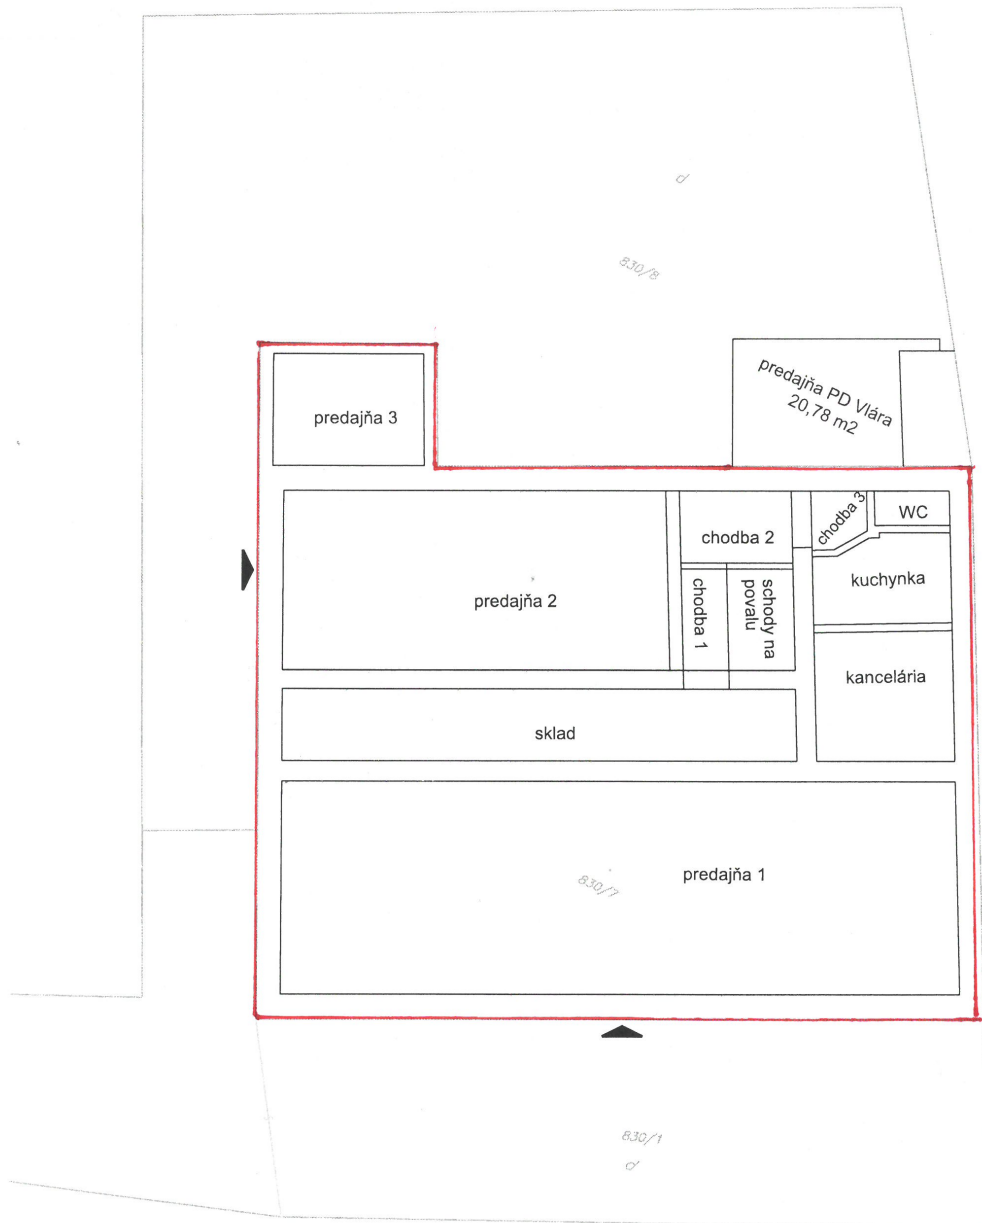 830/8
predajňa PD Vlára
20,78 m2
predajňa 3
chodba 3
WC
chodba 2
kuchynka
predajňa 2
chodba 1
schody na
povalu
kancelária
sklad
predajňa 1
830/7
830/1